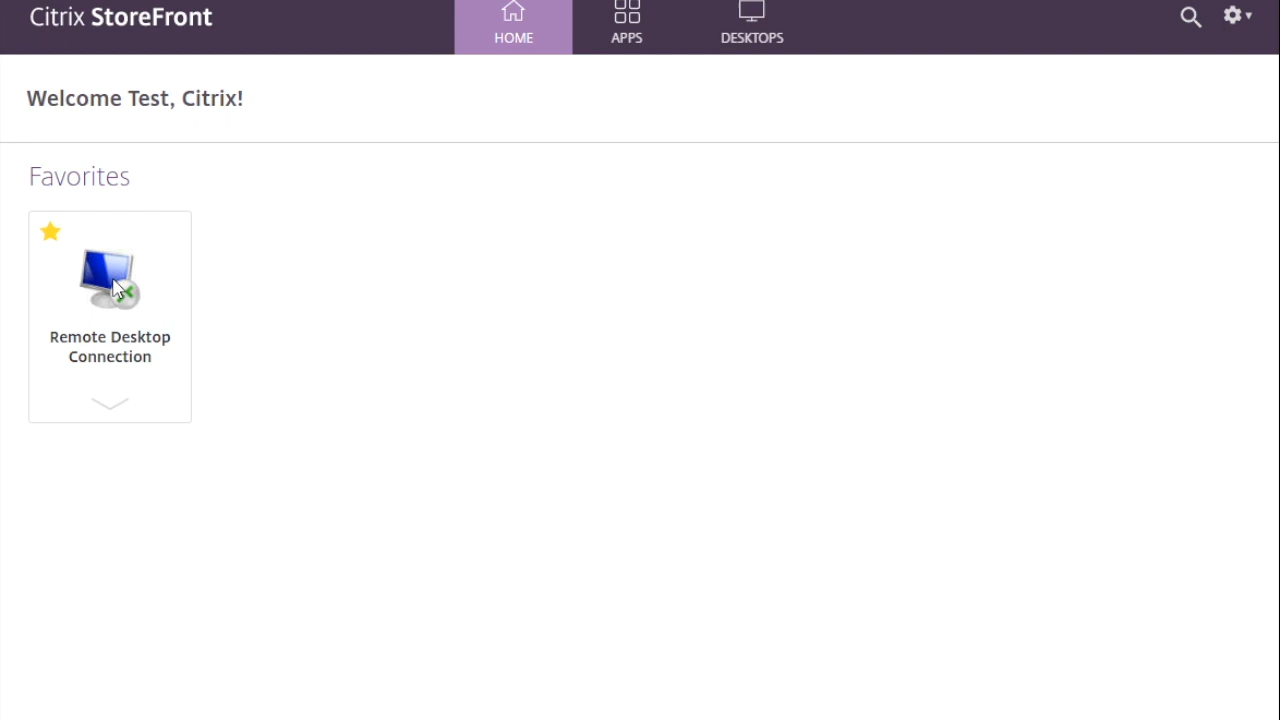 Citrix StoreFront
HOME
APPS
DESKTOPS
Welcome Test, Citrix!
Favorites
Remote Desktop
Connection